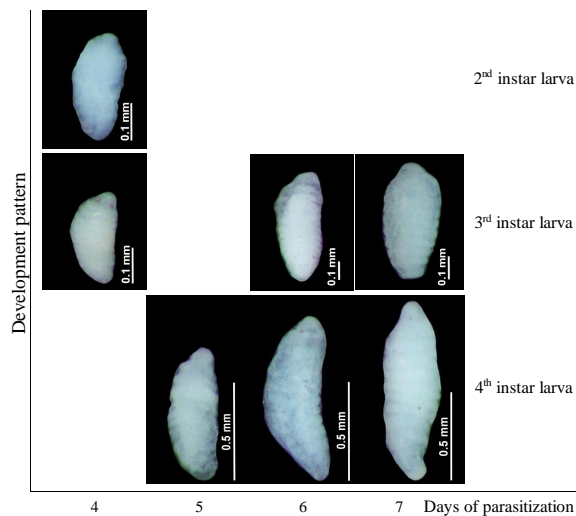 2nd instar larva
0.1 mm
3rd instar larva
0.1 mm
0.1 mm
0.1 mm
Development pattern
4th instar larva
0.5 mm
0.5 mm
0.5 mm
4 5 6 7 Days of parasitization